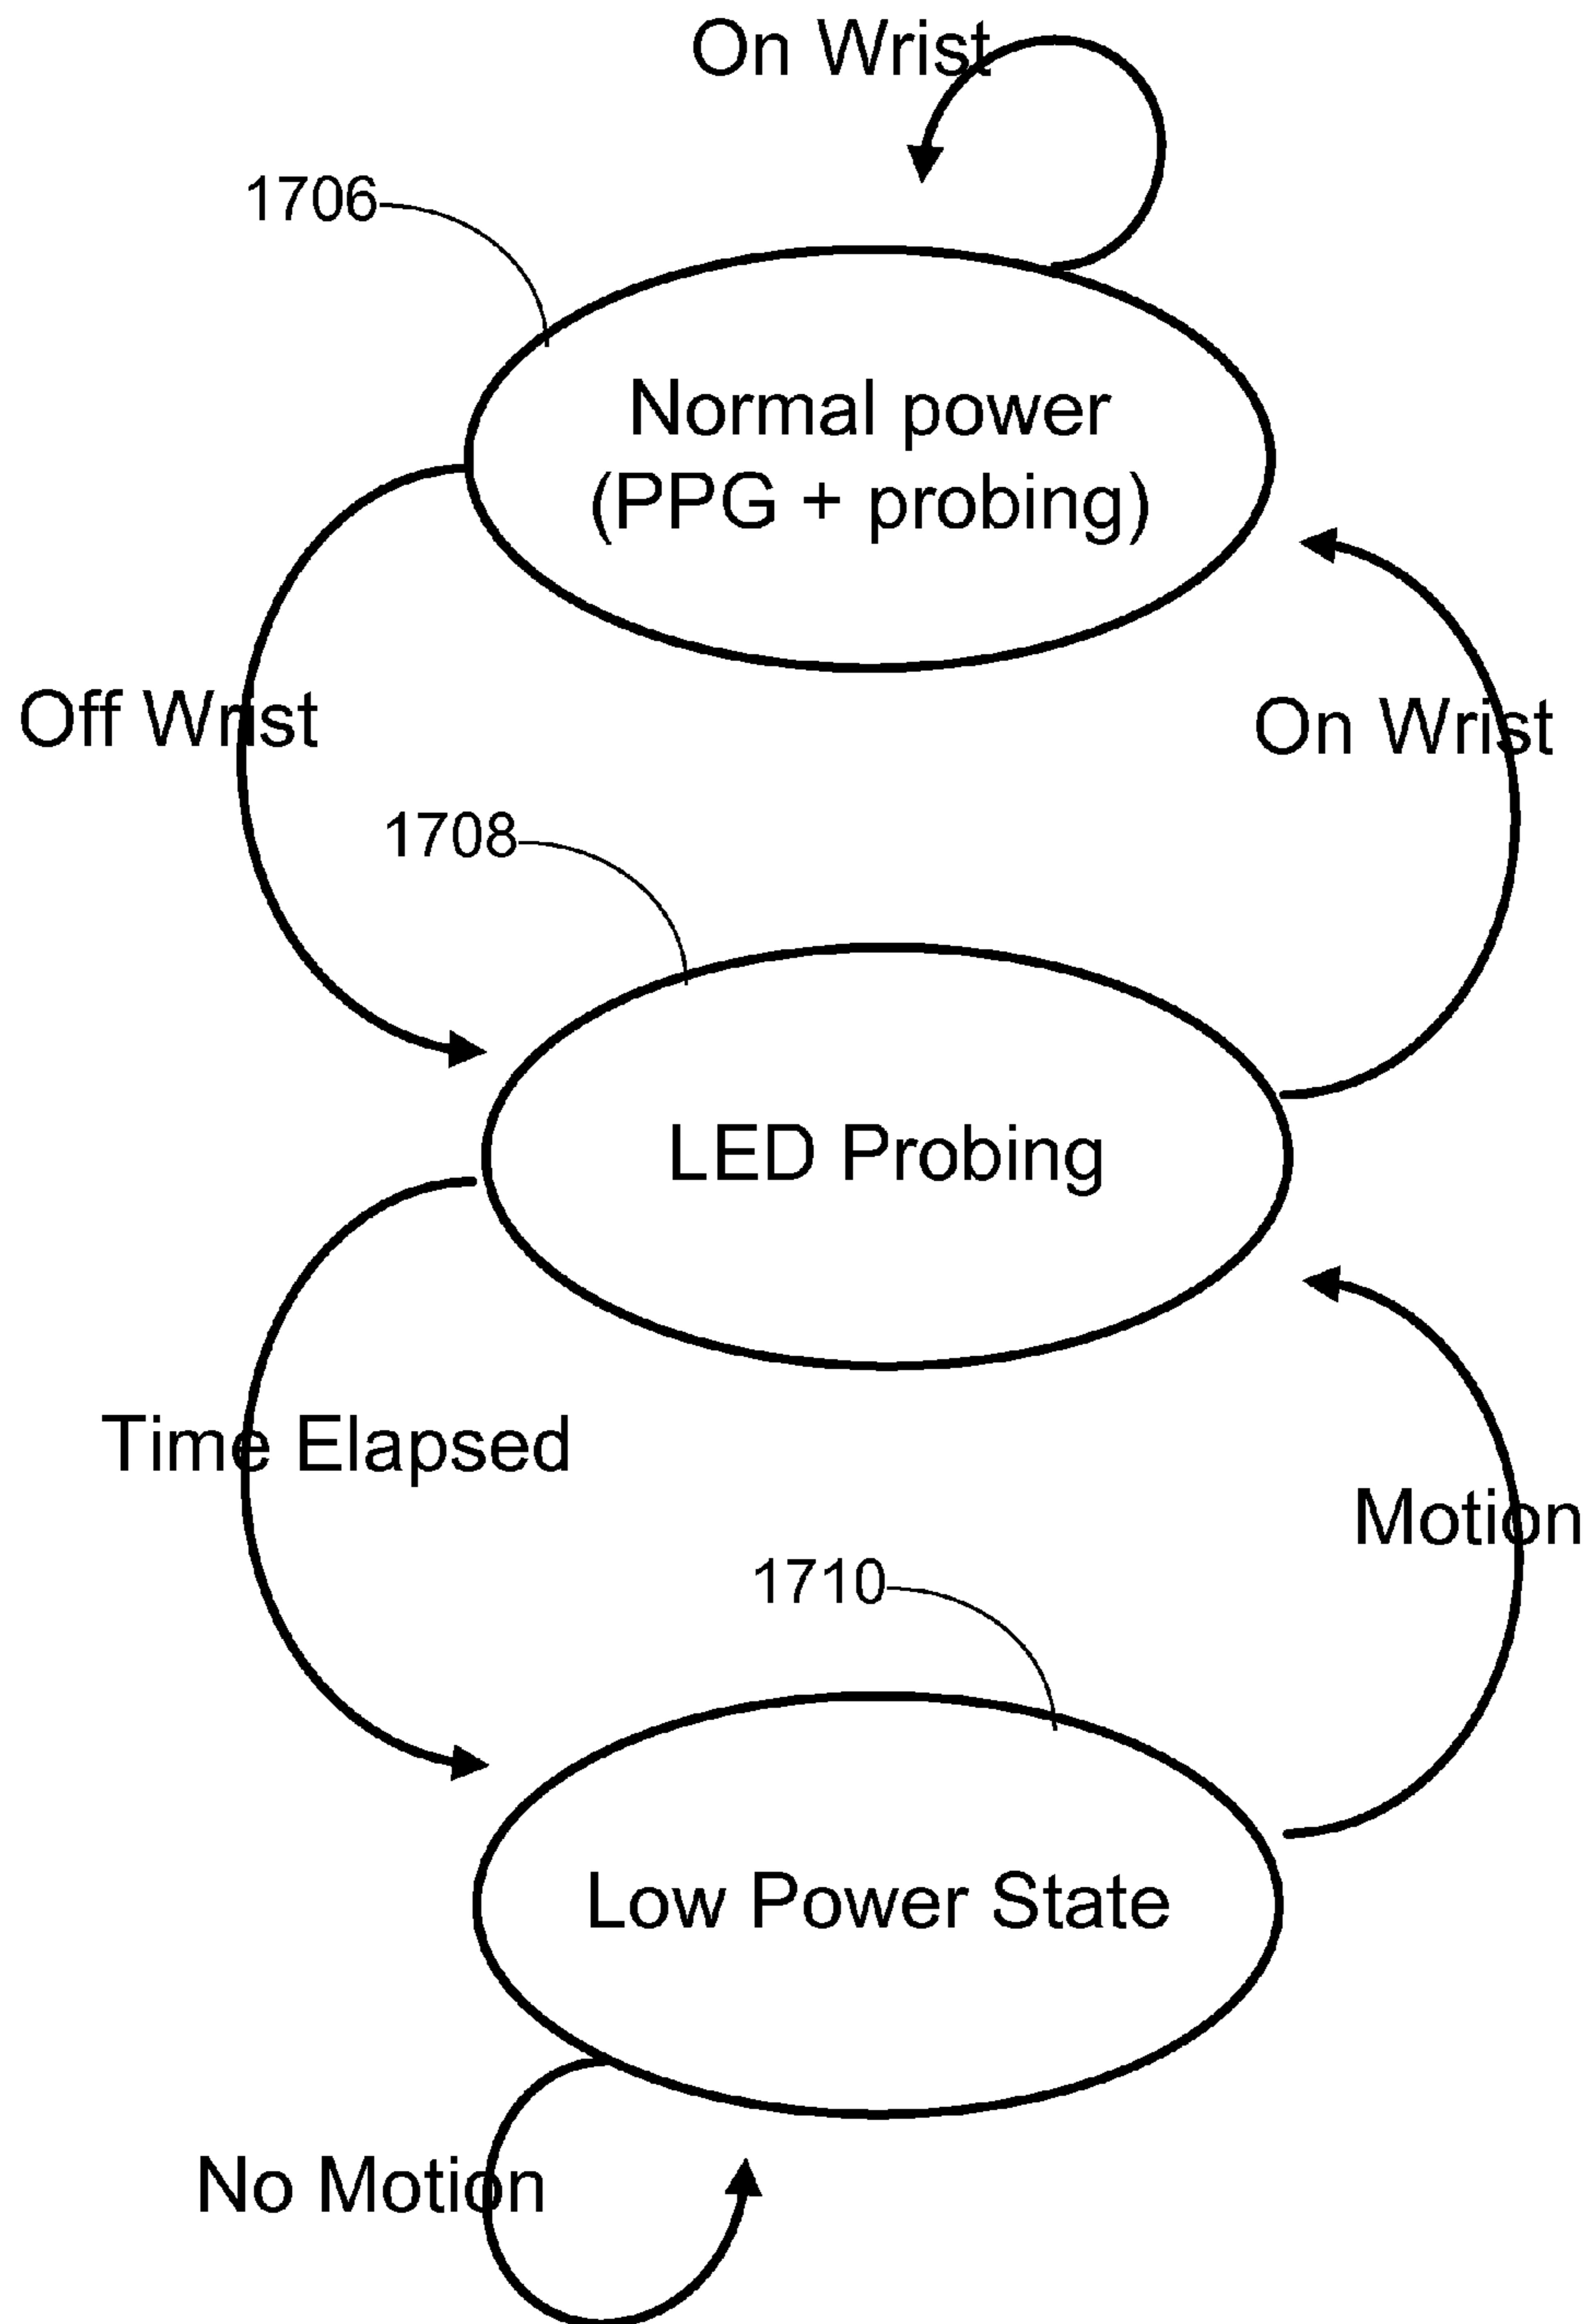 On Wrist
1706
Normal power
(PPG + probing)
Off Wrist
On Wrist
1708
LED Probing
Time Elapsed
Motion
1710
Low Power State
No Motion